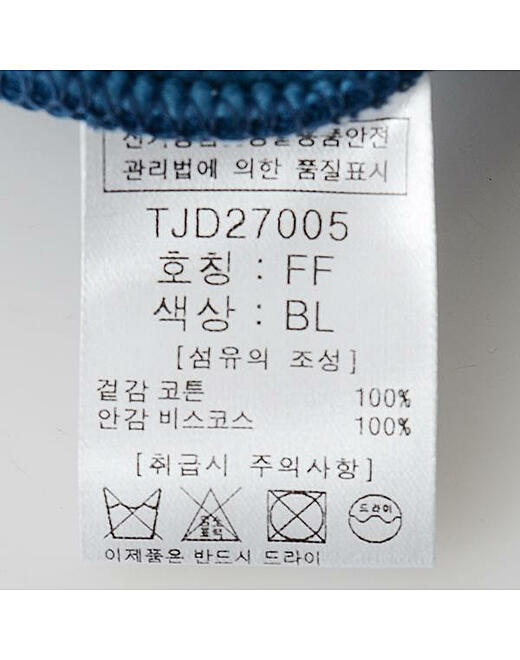 관리법에 의한 품질표시
TJD27005
호칭 : FF
색상 : BL
[섬유의 조성]
겉감 코튼 100%
안감 비스코스 100%
[취급시 주의사항]
드라이
이제품은 반드시 드라이